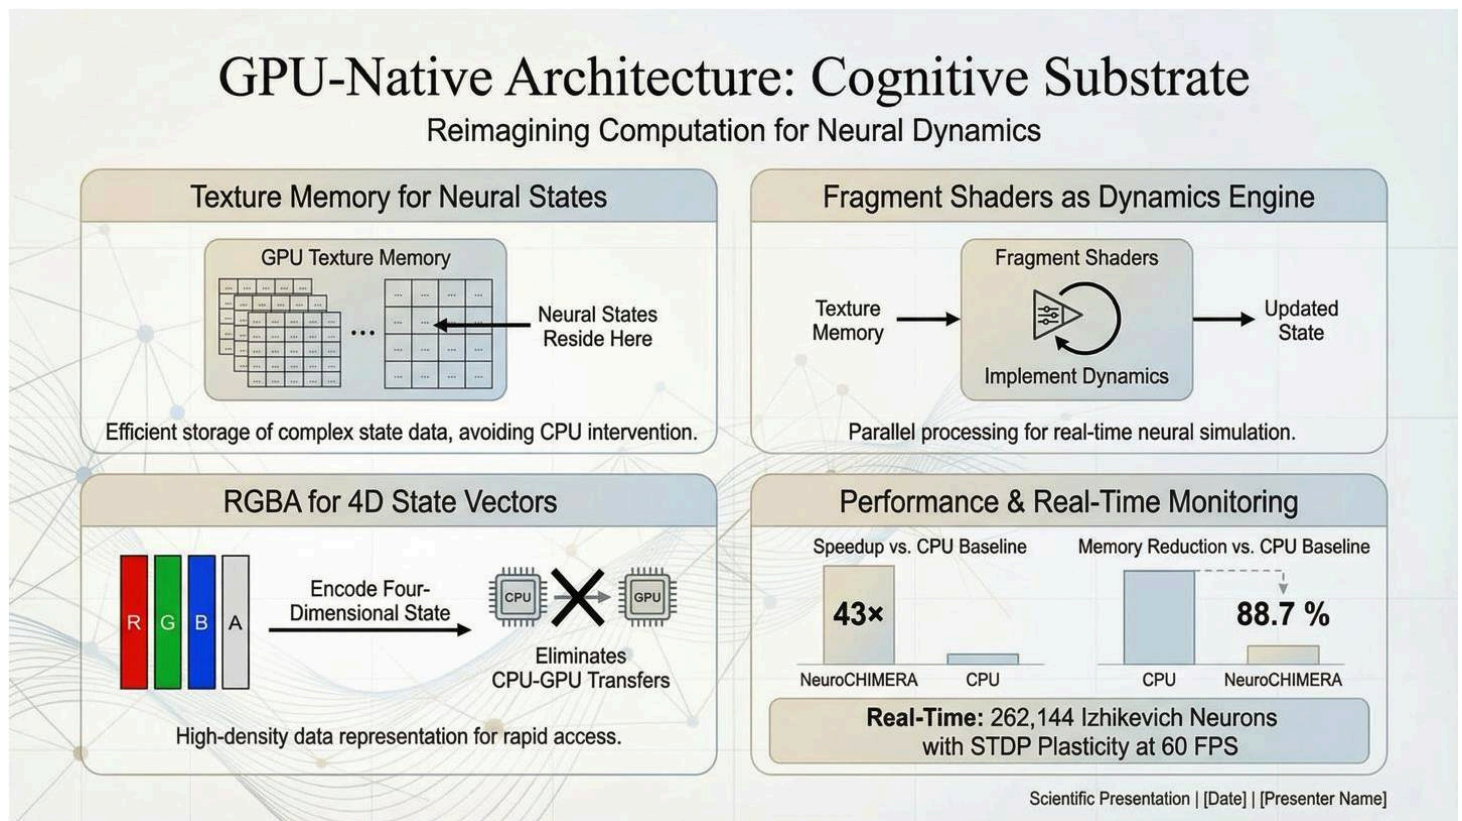 GPU-Native Architecture: Cognitive Substrate
Reimagining Computation for Neural Dynamics
Texture Memory for Neural States
GPU Texture Memory
...
Neural States
Reside Here
Efficient storage of complex state data, avoiding CPU intervention.
Fragment Shaders as Dynamics Engine
Texture
Memory
Fragment Shaders
Implement Dynamics
Updated
State
Parallel processing for real-time neural simulation.
RGBA for 4D State Vectors
R G B A
Encode Four-
Dimensional State
CPU
GPU
Eliminates
CPU-GPU Transfers
High-density data representation for rapid access.
Performance & Real-Time Monitoring
Speedup vs. CPU Baseline
43×
NeuroCHIMERA
CPU
Memory Reduction vs. CPU Baseline
88.7 %
CPU
NeuroCHIMERA
Real-Time: 262,144 Izhikevich Neurons
with STDP Plasticity at 60 FPS
Scientific Presentation | [Date] | [Presenter Name]